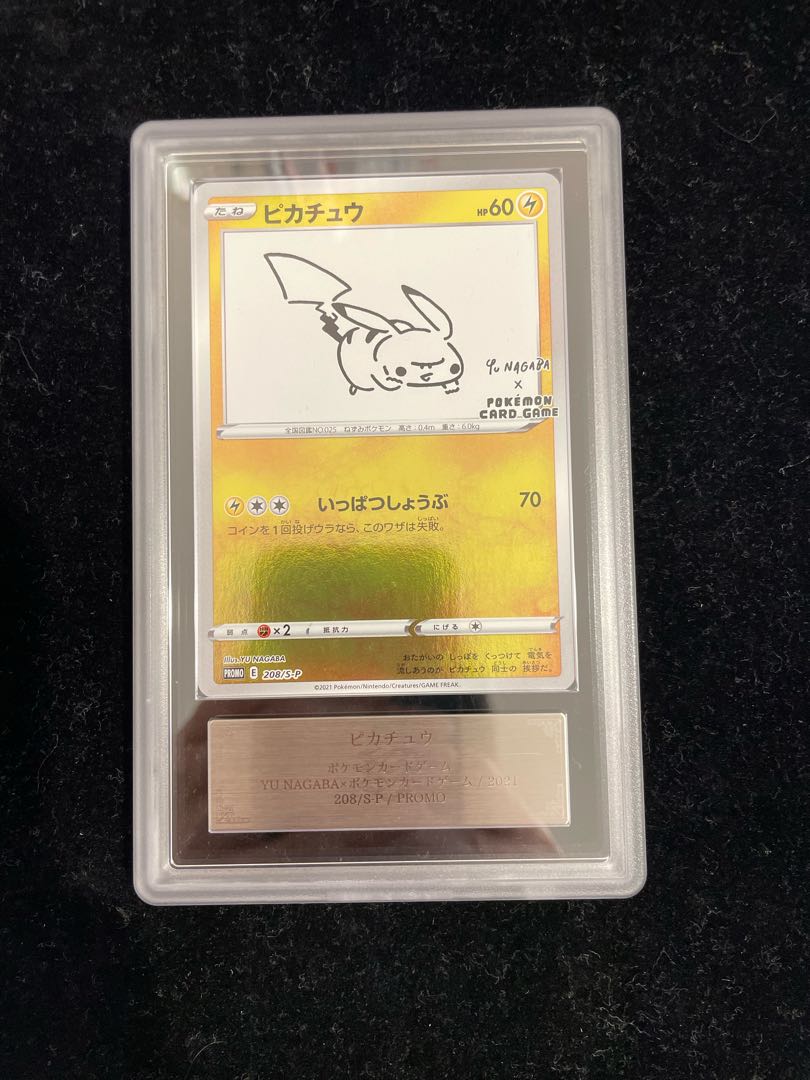 たね ピカチュウ HP60
Yu NAGABA
×
POKÉMON
CARD GAME
全国図鑑NO.025 ねずみポケモン 高さ:0.4m 重さ:6.0kg
いっぱつしょうぶ 70
コインを1回投げウラなら、このワザは失敗。
弱点 ×2 抵抗力 にげる
Illus. YU NAGABA
おたがいの しっぽを くっつけて 電気を
流しあうのが ピカチュウ 同士の 挨拶だ。
PROMO E 208/S-P
©2021 Pokémon/Nintendo/Creatures/GAME FREAK.
ピカチュウ
ポケモンカードゲーム
YU NAGABA×ポケモンカードゲーム / 2021
208/S-P / PROMO